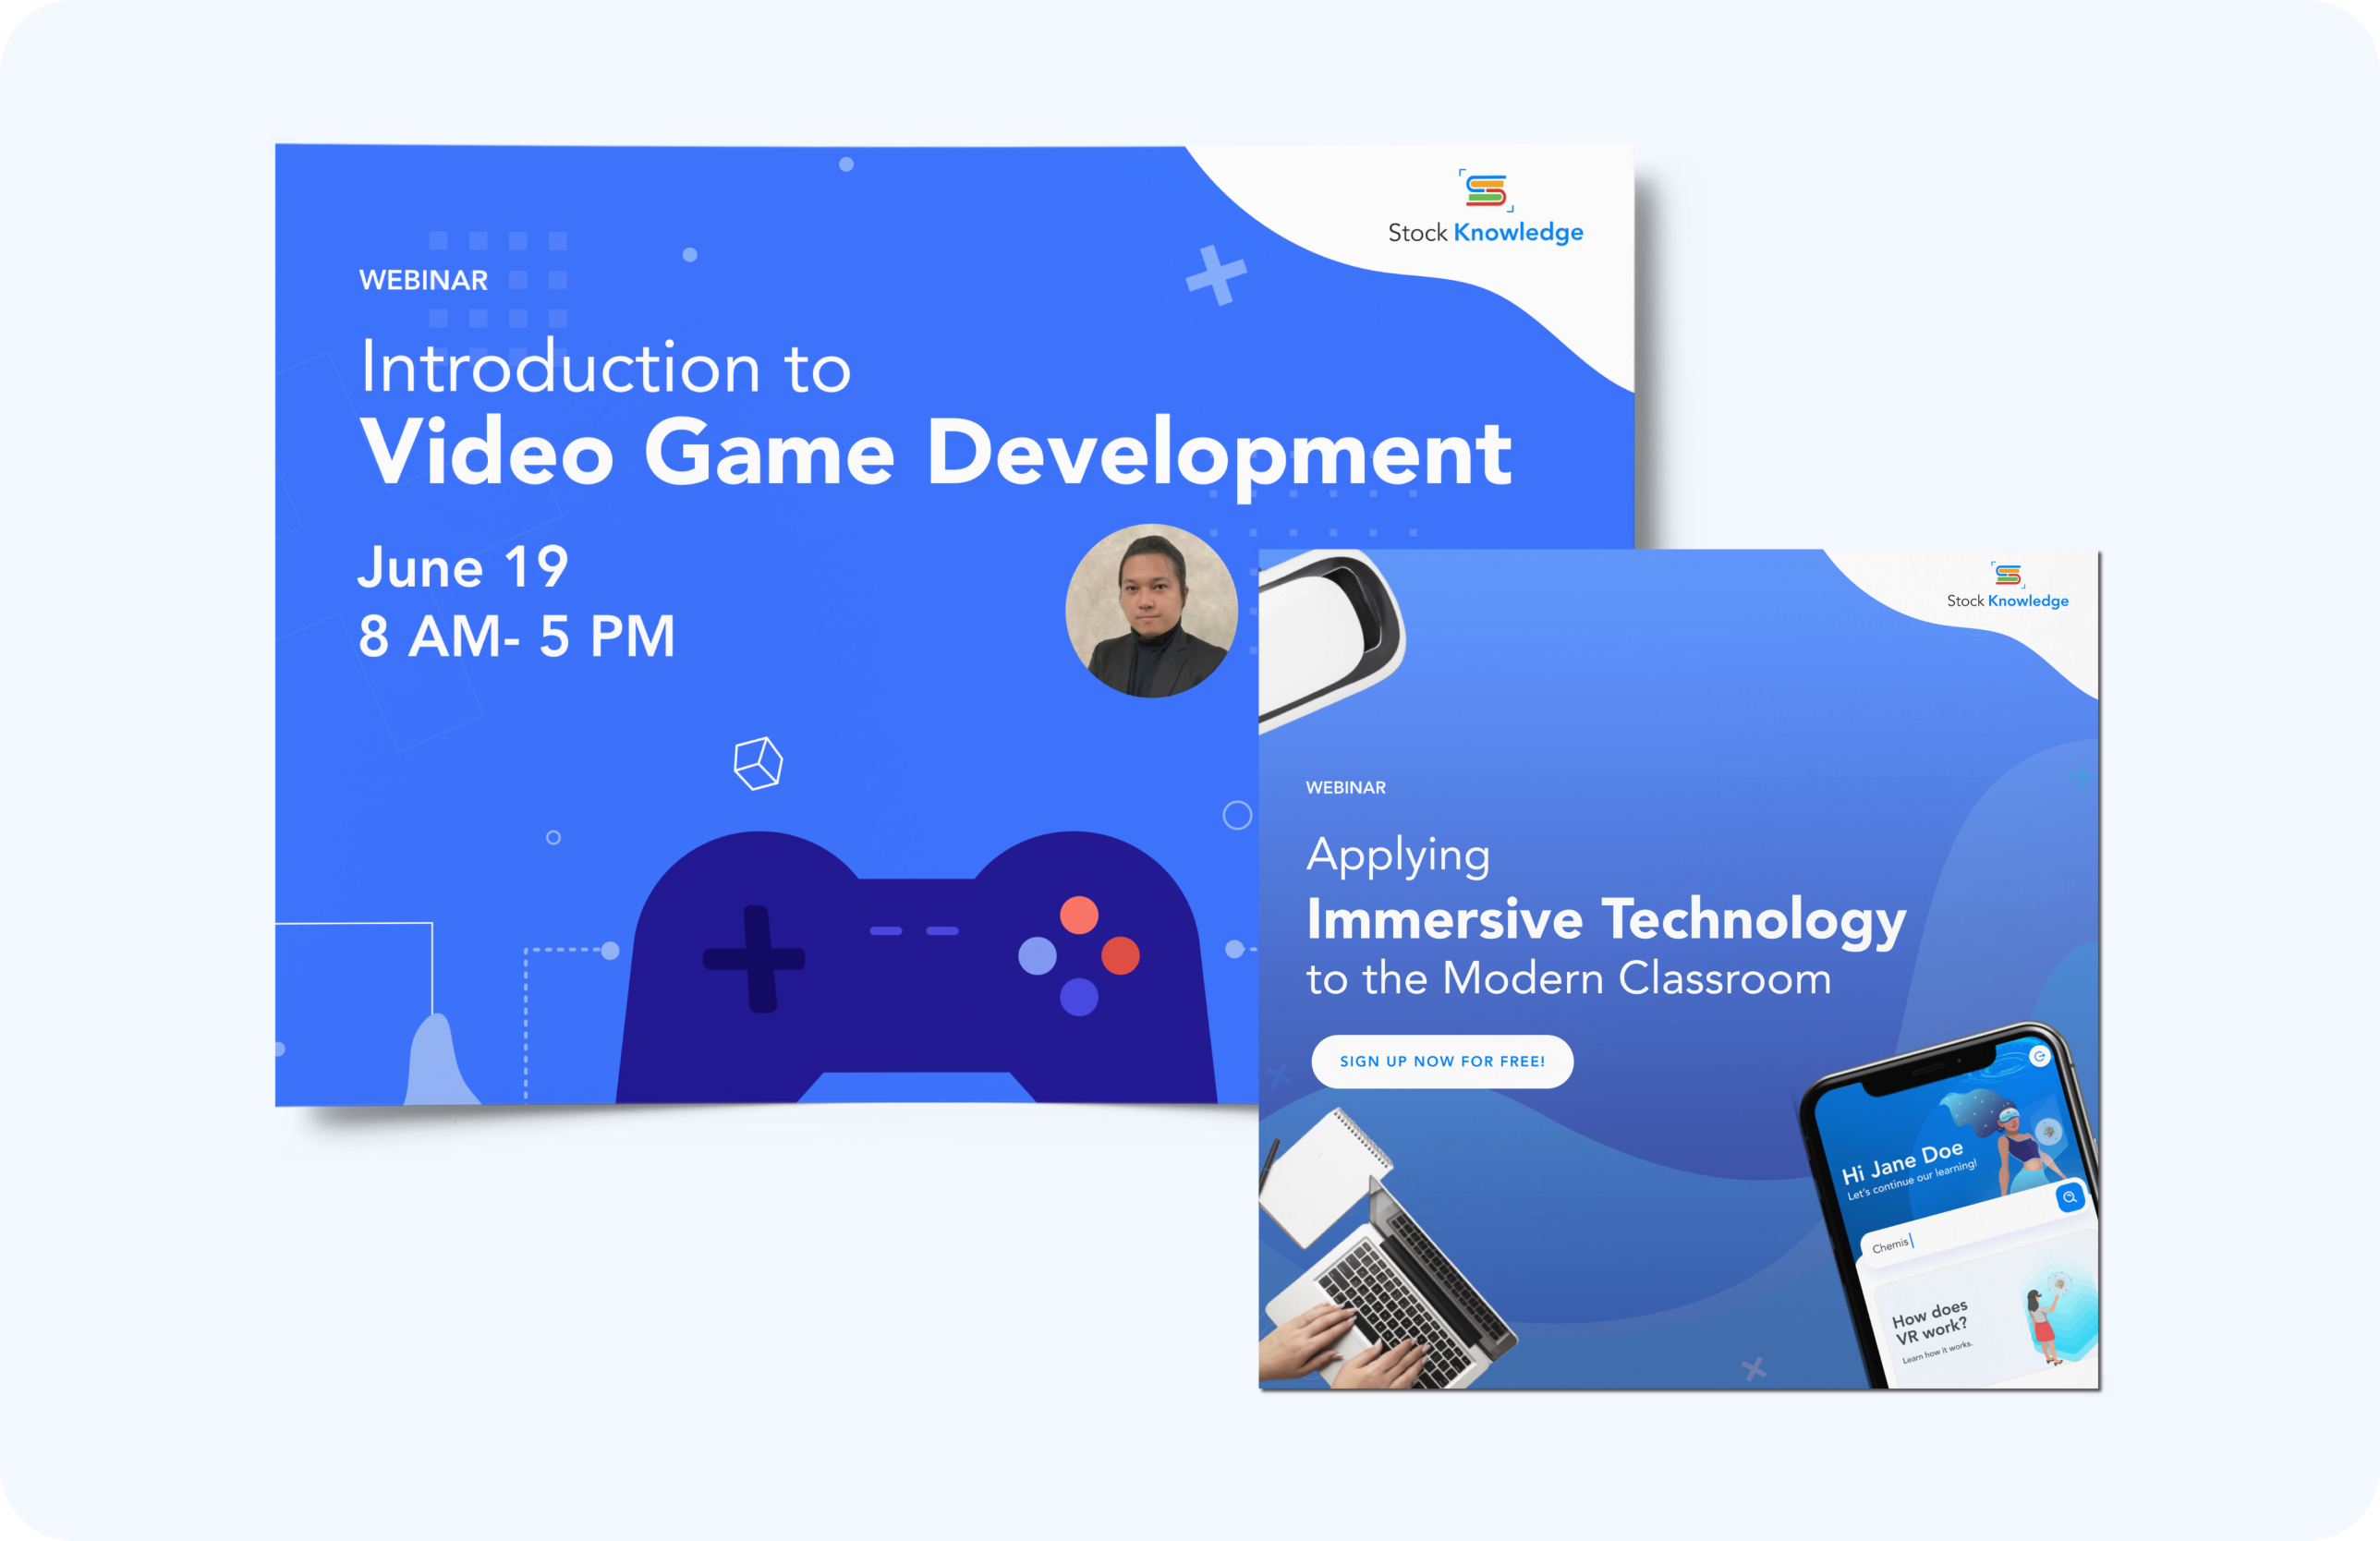 Stock Knowledge
WEBINAR
Introduction to
Video Game Development
June 19
8 AM- 5 PM
Stock Knowledge
WEBINAR
Applying
Immersive Technology
to the Modern Classroom
SIGN UP NOW FOR FREE!
Hi Jane Doe
Let's continue our learning!
Chemis
How does
VR work?
Learn how it works.